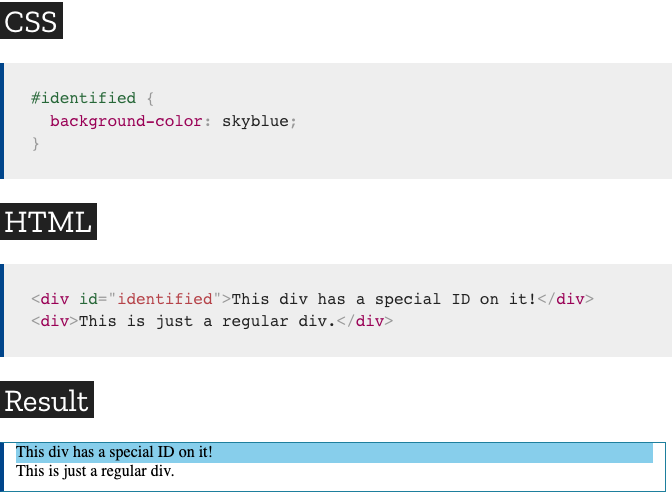 CSS
#identified {
  background-color: skyblue;
}
HTML
<div id="identified">This div has a special ID on it!</div>
<div>This is just a regular div.</div>
Result
This div has a special ID on it!
This is just a regular div.